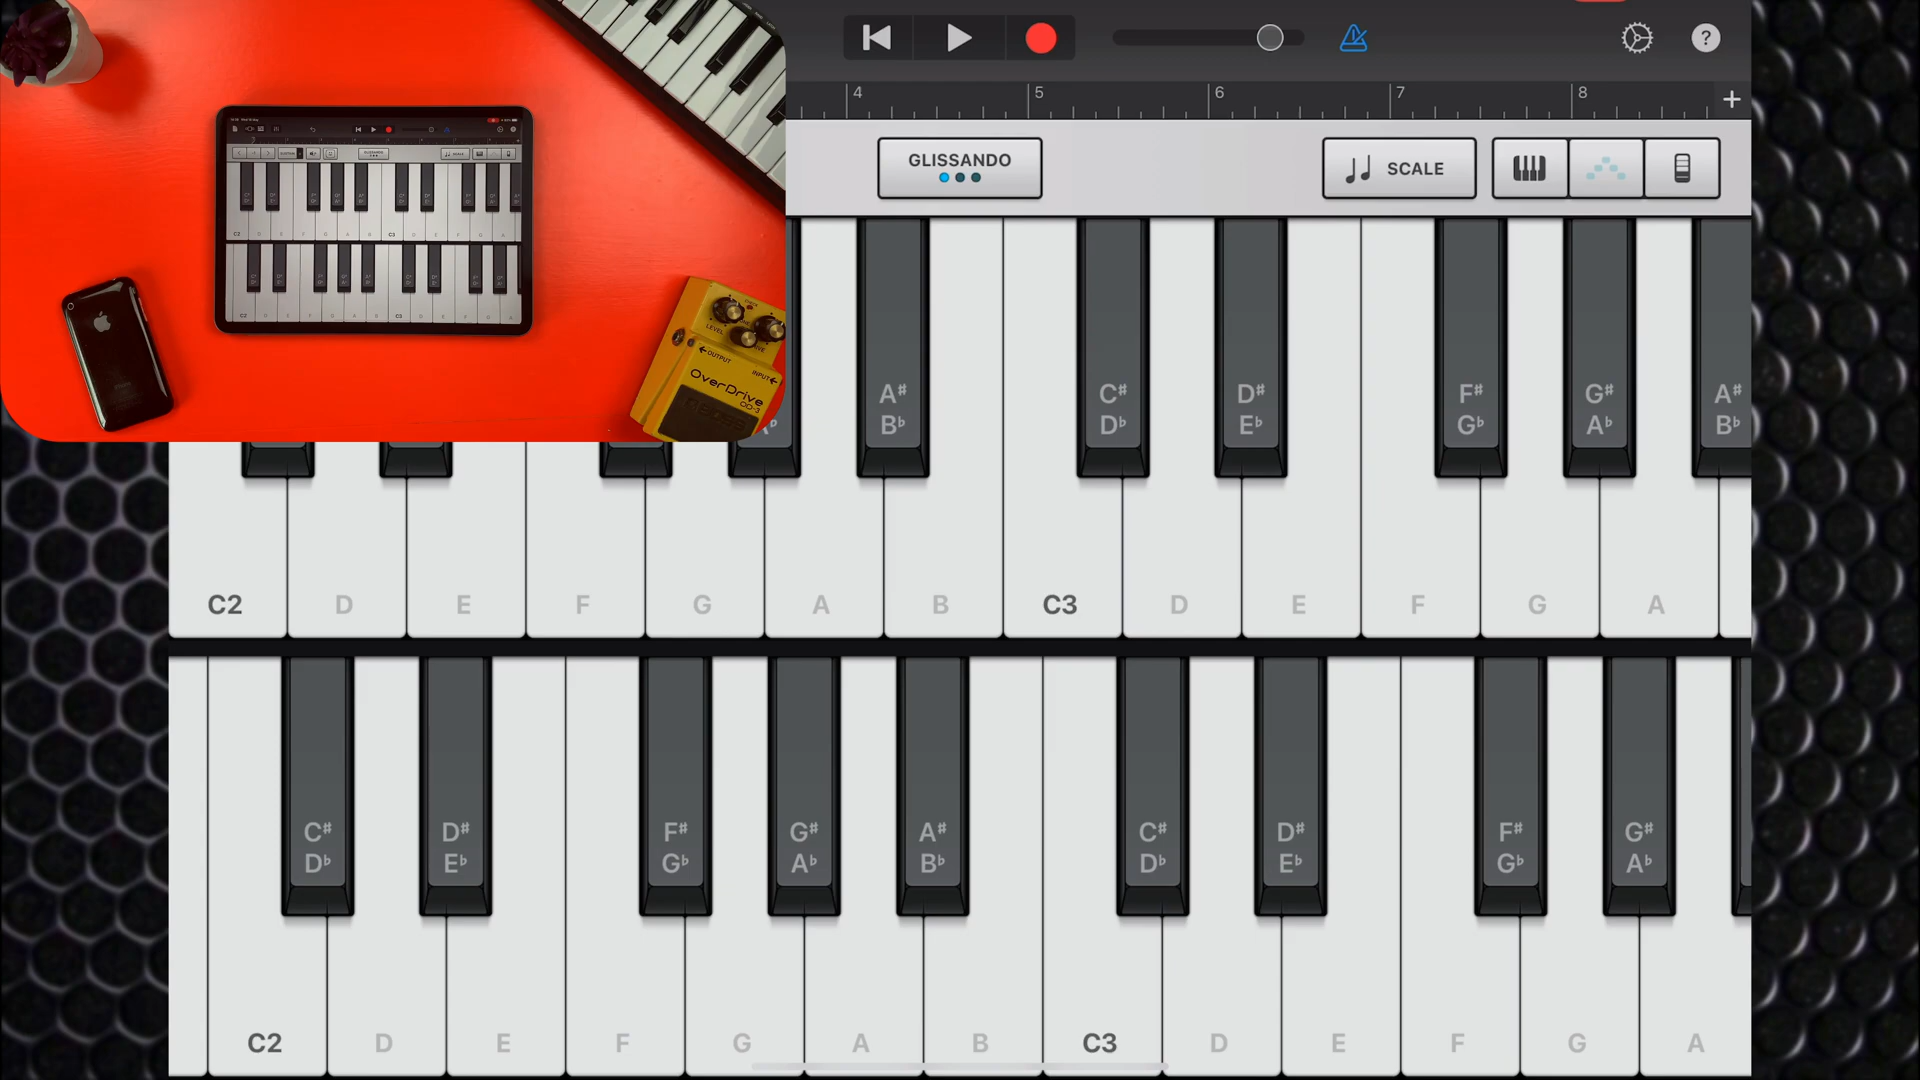 4 5 6 7 8 +
GLISSANDO SCALE
LEVEL
OUTPUT INPUT
OverDrive
OD-3
A♯ C♯ D♯ F♯ G♯ A♯
A♭ B♭ D♭ E♭ G♭ A♭ B♭
C2 D E F G A B C3 D E F G A
C♯ D♯ F♯ G♯ A♯ C♯ D♯ F♯ G♯
D♭ E♭ G♭ A♭ B♭ D♭ E♭ G♭ A♭
C2 D E F G A B C3 D E F G A